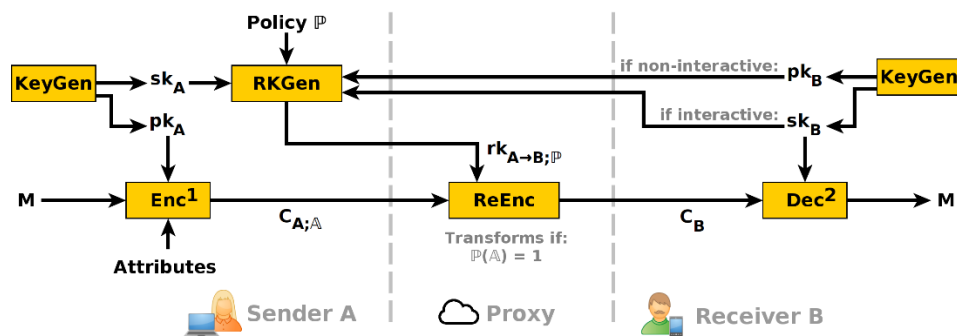 Policy ℙ
KeyGen
sk_A
RKGen
if non-interactive:
pk_B
KeyGen
pk_A
if interactive:
sk_B
rk_A→B;ℙ
M
Enc¹
C_A;𝔸
ReEnc
C_B
Dec²
M
Transforms if:
ℙ(𝔸) = 1
Attributes
Sender A
Proxy
Receiver B